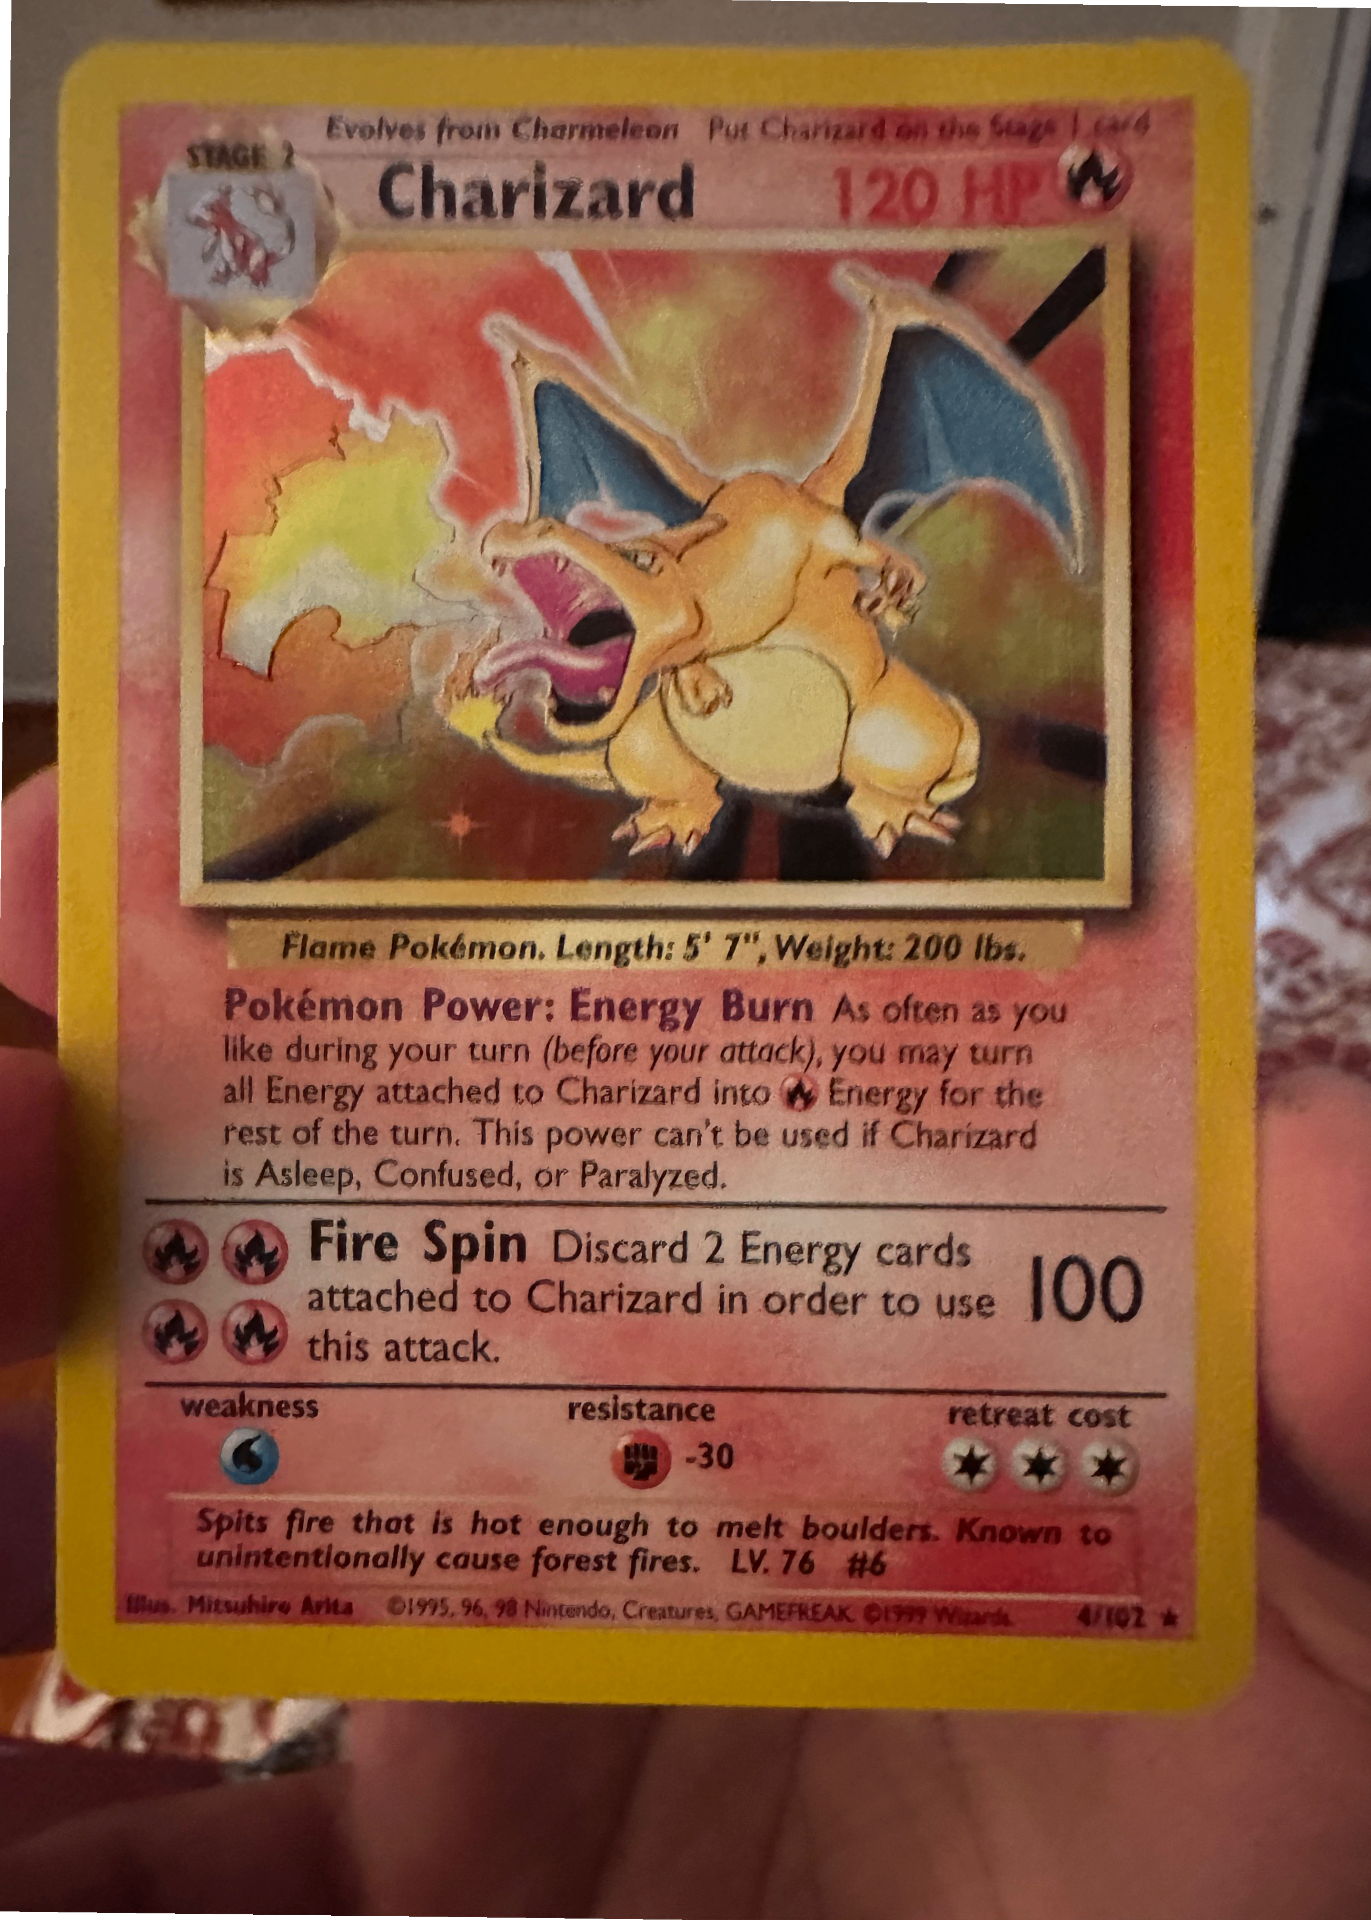 Evolves from Charmeleon Put Charizard on the Stage 1 card
STAGE 2
Charizard 120 HP
Flame Pokémon. Length: 5' 7", Weight: 200 lbs.
Pokémon Power: Energy Burn As often as you
like during your turn (before your attack), you may turn
all Energy attached to Charizard into Energy for the
rest of the turn. This power can't be used if Charizard
is Asleep, Confused, or Paralyzed.
Fire Spin Discard 2 Energy cards
attached to Charizard in order to use
this attack.
100
weakness resistance retreat cost
-30
Spits fire that is hot enough to melt boulders. Known to
unintentionally cause forest fires. LV. 76 #6
Illus. Mitsuhiro Arita ©1995, 96, 98 Nintendo, Creatures, GAMEFREAK. ©1999 Wizards. 4/102 ★